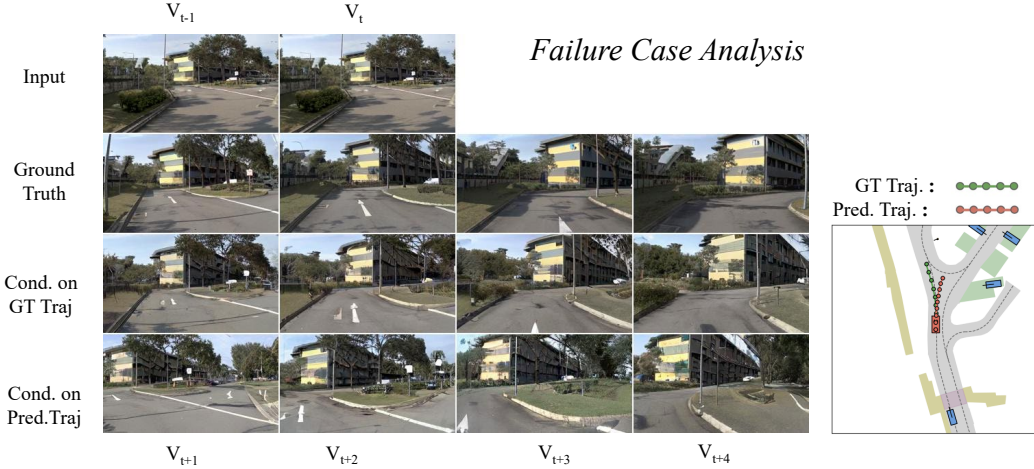 V_{t-1} V_{t}
Failure Case Analysis
Input
Ground
Truth
GT Traj. :
Pred. Traj. :
Cond. on
GT Traj
Cond. on
Pred.Traj
V_{t+1} V_{t+2} V_{t+3} V_{t+4}